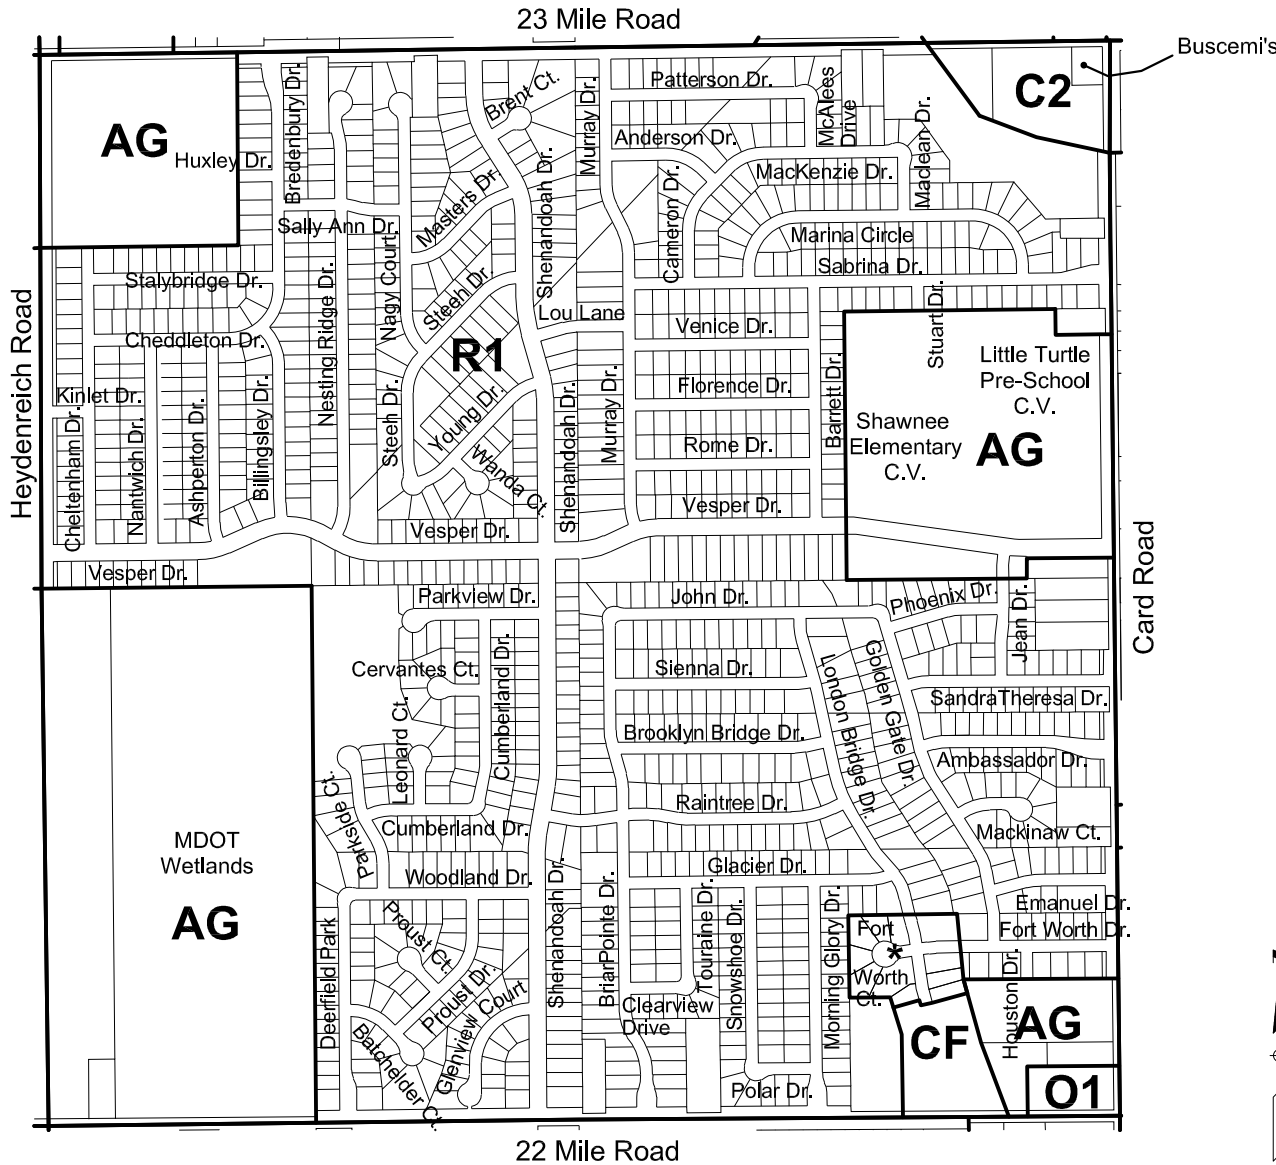 23 Mile Road
Buscemi's
C2
AG
Huxley Dr.
Bredenbury Dr.
Brent Ct.
Murray Dr.
Patterson Dr.
McAlees
Drive
Anderson Dr.
Maclean Dr.
MacKenzie Dr.
Masters Dr.
Shenandoah Dr.
Cameron Dr.
Sally Ann Dr.
Marina Circle
Sabrina Dr.
Stalybridge Dr.
Nesting Ridge Dr.
Nagy Court
Steeh Dr.
Lou Lane
Venice Dr.
Stuart Dr.
Cheddleton Dr.
Heydenreich Road
R1
Little Turtle
Pre-School
C.V.
Kinlet Dr.
Florence Dr.
Barrett Dr.
Cheltenham Dr.
Nantwich Dr.
Ashperton Dr.
Billingsley Dr.
Steeh Dr.
Young Dr.
Wanda Ct.
Shenandoah Dr.
Murray Dr.
Rome Dr.
Shawnee
Elementary
C.V.
AG
Vesper Dr.
Vesper Dr.
Vesper Dr.
Card Road
Parkview Dr.
John Dr.
Phoenix Dr.
Jean Dr.
Cervantes Ct.
Cumberland Dr.
Sienna Dr.
London Bridge Dr.
Golden Gate Dr.
SandraTheresa Dr.
Leonard Ct.
Brooklyn Bridge Dr.
Ambassador Dr.
Parkside Ct.
Raintree Dr.
Cumberland Dr.
Mackinaw Ct.
MDOT
Wetlands
AG
Woodland Dr.
Shenandoah Dr.
Glacier Dr.
Emanuel Dr.
Fort Worth Dr.
Deerfield Park
Proust Ct.
Proust Dr.
Glenview Court
Batchelder Ct.
BriarPointe Dr.
Touraine Dr.
Snowshoe Dr.
Morning Glory Dr.
Fort
*
Worth
Ct.
Clearview
Drive
Houston Dr.
CF
AG
O1
Polar Dr.
22 Mile Road